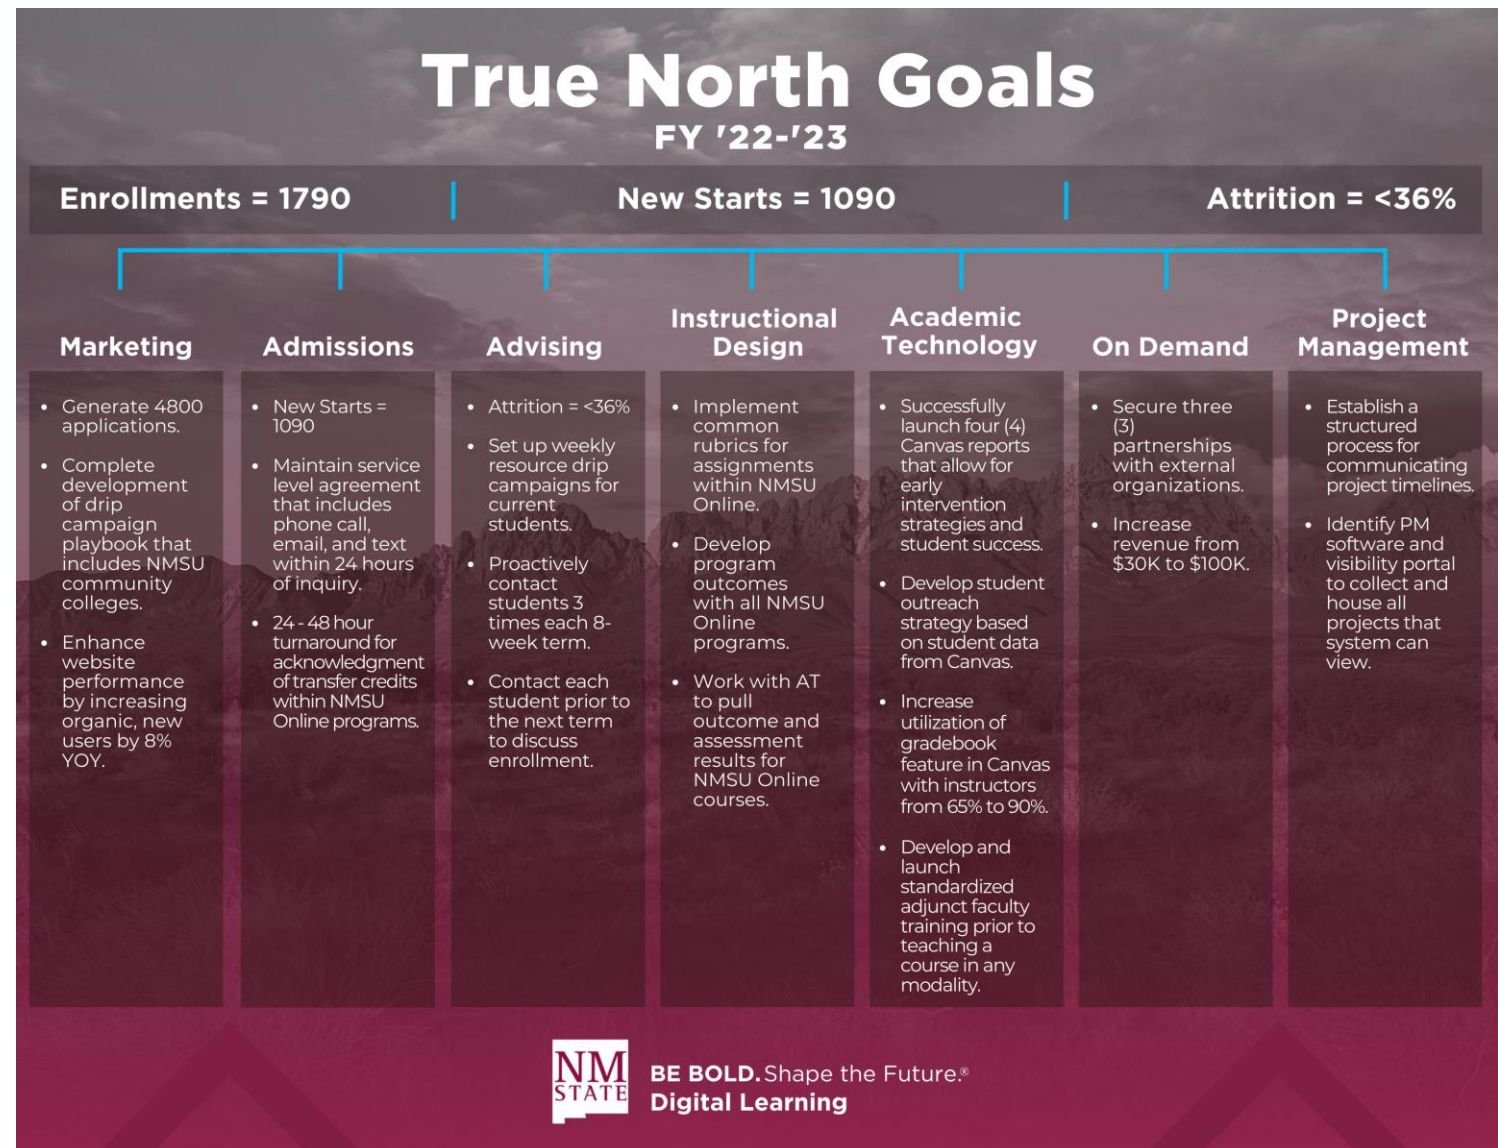 True North Goals
FY '22-'23
Enrollments = 1790
New Starts = 1090
Attrition = <36%
Marketing
• Generate 4800
applications.
• Complete
development
of drip
campaign
playbook that
includes NMSU
community
colleges.
• Enhance
website
performance
by increasing
organic, new
users by 8%
YOY.
Admissions
• New Starts =
1090
• Maintain service
level agreement
that includes
phone call,
email, and text
within 24 hours
of inquiry.
• 24 - 48 hour
turnaround for
acknowledgment
of transfer credits
within NMSU
Online programs.
Advising
• Attrition = <36%
• Set up weekly
resource drip
campaigns for
current
students.
• Proactively
contact
students 3
times each 8-
week term.
• Contact each
student prior to
the next term
to discuss
enrollment.
Instructional
Design
• Implement
common
rubrics for
assignments
within NMSU
Online.
• Develop
program
outcomes
with all NMSU
Online
programs.
• Work with AT
to pull
outcome and
assessment
results for
NMSU Online
courses.
Academic
Technology
• Successfully
launch four (4)
Canvas reports
that allow for
early
intervention
strategies and
student success.
• Develop student
outreach
strategy based
on student data
from Canvas.
• Increase
utilization of
gradebook
feature in Canvas
with instructors
from 65% to 90%.
• Develop and
launch
standardized
adjunct faculty
training prior to
teaching a
course in any
modality.
On Demand
• Secure three
(3)
partnerships
with external
organizations.
• Increase
revenue from
$30K to $100K.
Project
Management
• Establish a
structured
process for
communicating
project timelines.
• Identify PM
software and
visibility portal
to collect and
house all
projects that
system can
view.
NM
STATE
BE BOLD. Shape the Future.®
Digital Learning